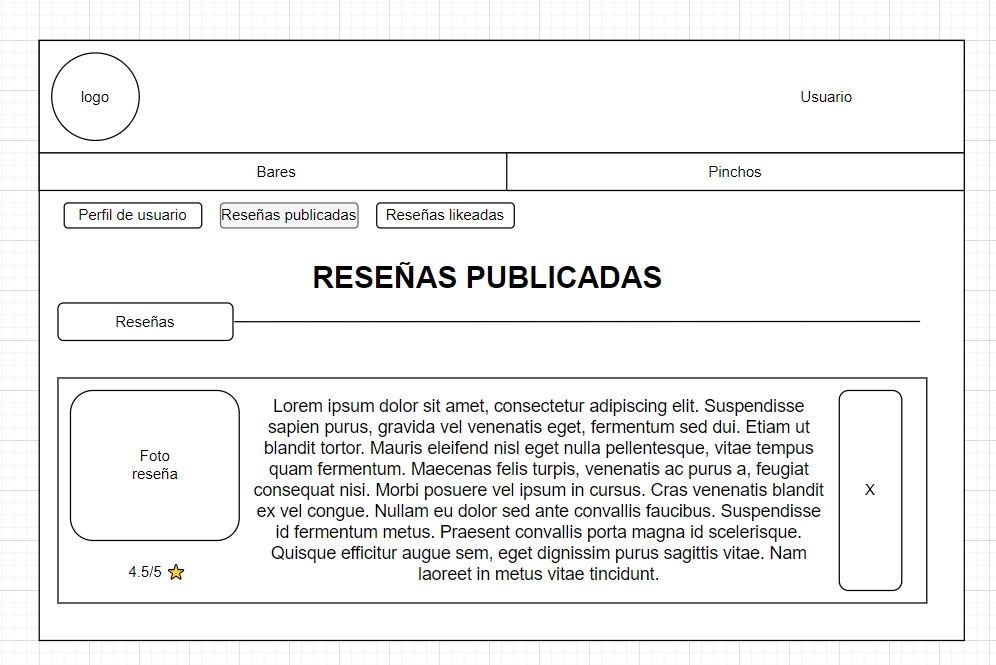 logo
Usuario
Bares
Pinchos
Perfil de usuario
Reseñas publicadas
Reseñas likeadas
RESEÑAS PUBLICADAS
Reseñas
Foto
reseña
4.5/5 ⭐
Lorem ipsum dolor sit amet, consectetur adipiscing elit. Suspendisse
sapien purus, gravida vel venenatis eget, fermentum sed dui. Etiam ut
blandit tortor. Mauris eleifend nisl eget nulla pellentesque, vitae tempus
quam fermentum. Maecenas felis turpis, venenatis ac purus a, feugiat
consequat nisi. Morbi posuere vel ipsum in cursus. Cras venenatis blandit
ex vel congue. Nullam eu dolor sed ante convallis faucibus. Suspendisse
id fermentum metus. Praesent convallis porta magna id scelerisque.
Quisque efficitur augue sem, eget dignissim purus sagittis vitae. Nam
laoreet in metus vitae tincidunt.
X